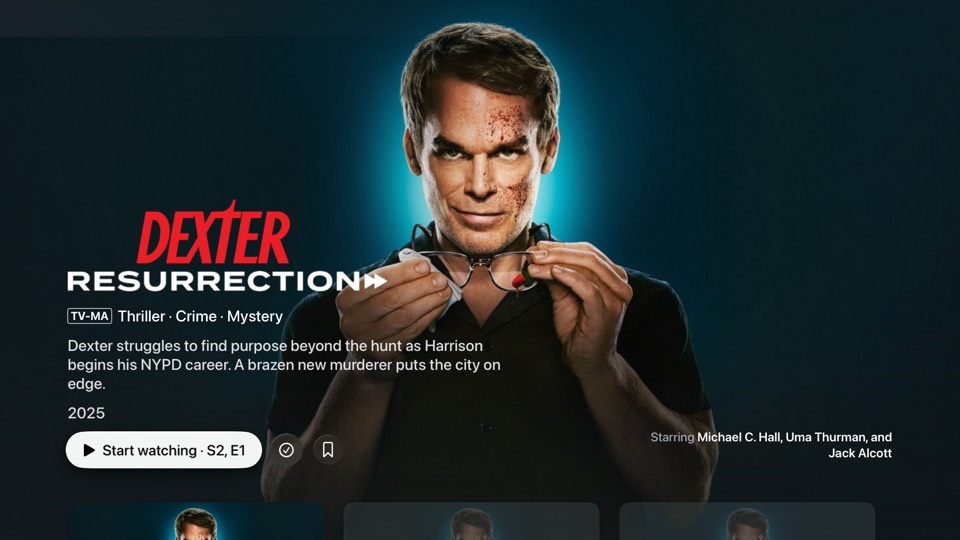 DEXTER
RESURRECTION
TV-MA Thriller · Crime · Mystery
Dexter struggles to find purpose beyond the hunt as Harrison
begins his NYPD career. A brazen new murderer puts the city on
edge.
2025
Start watching · S2, E1
Starring Michael C. Hall, Uma Thurman, and
Jack Alcott